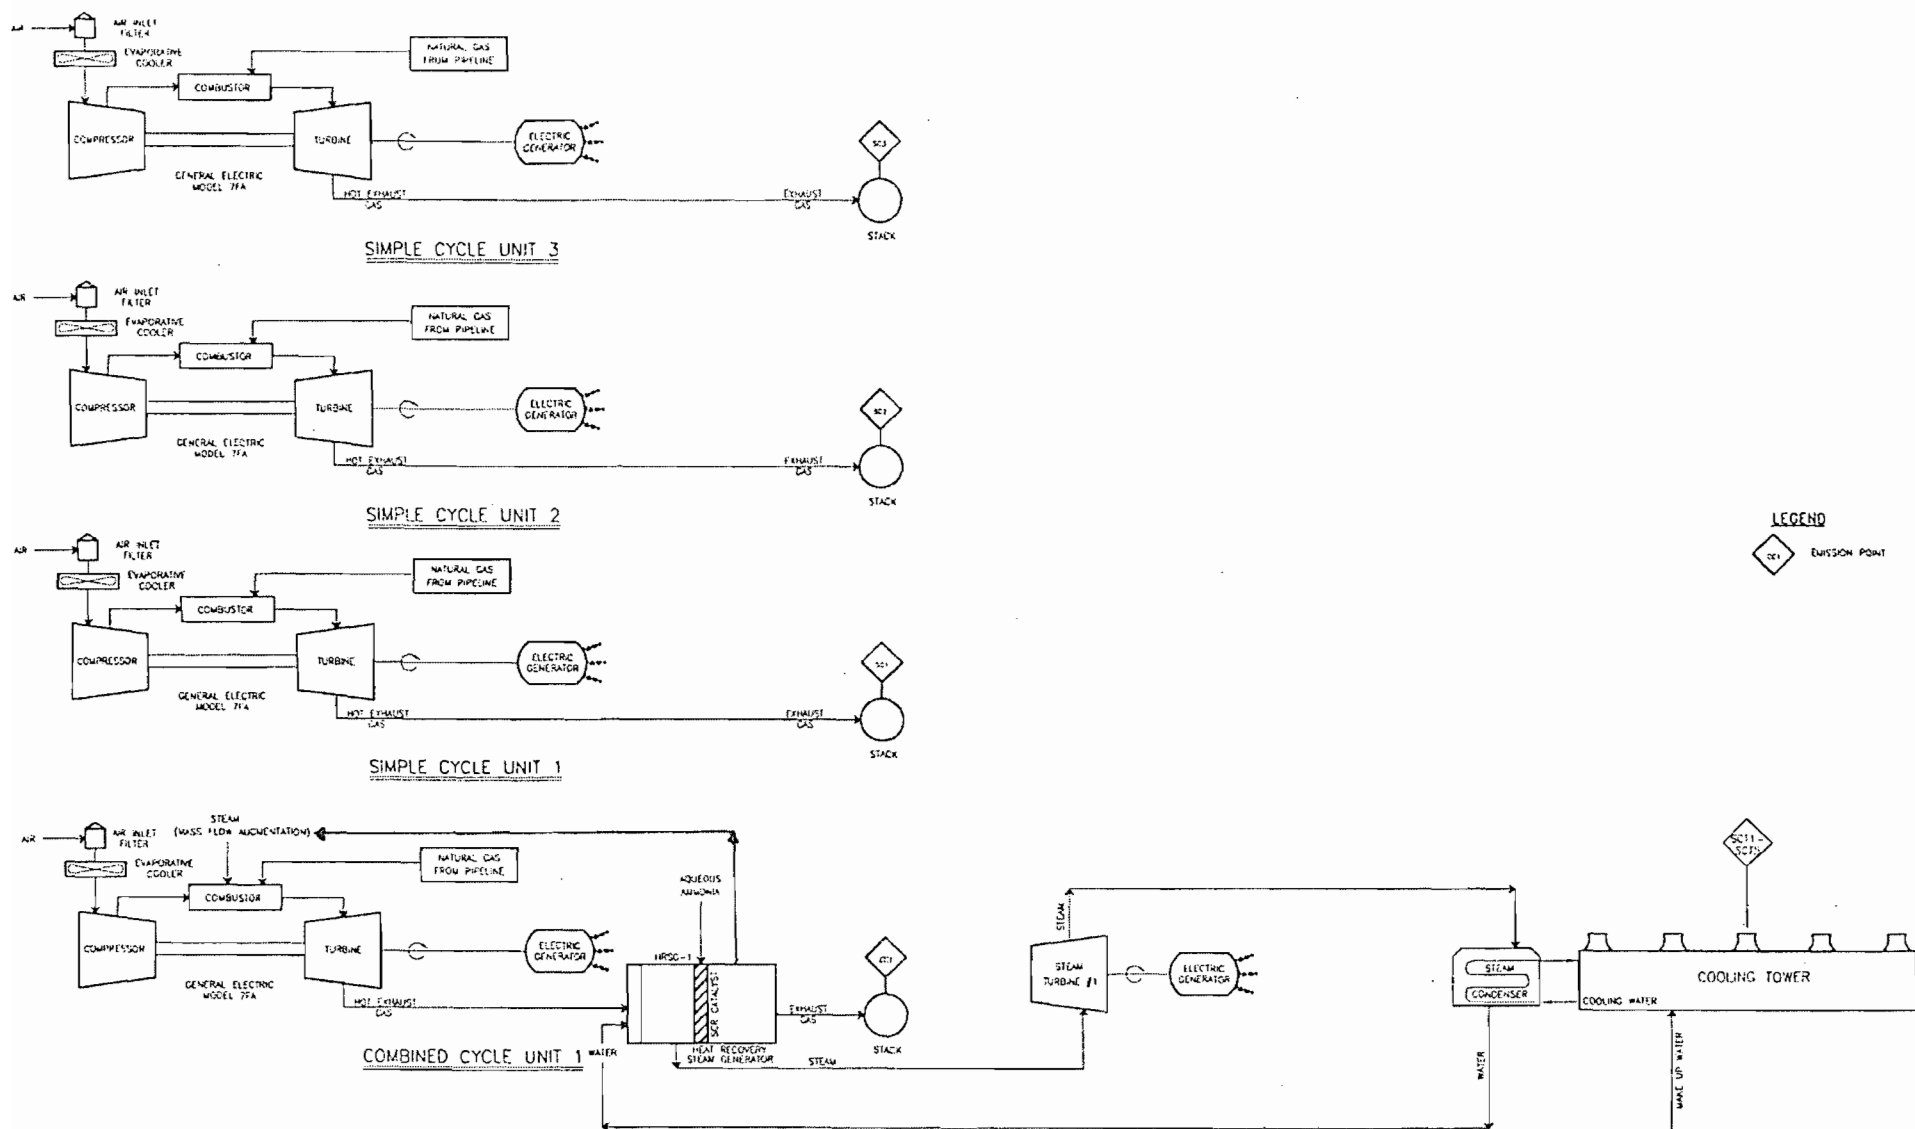 AIR
AIR INLET
FILTER
EVAPORATIVE
COOLER
NATURAL GAS
FROM PIPELINE
COMBUSTOR
COMPRESSOR
TURBINE
ELECTRIC
GENERATOR
SC3
GENERAL ELECTRIC
MODEL 7FA
HOT EXHAUST
GAS
EXHAUST
GAS
STACK
SIMPLE CYCLE UNIT 3
AIR
AIR INLET
FILTER
EVAPORATIVE
COOLER
NATURAL GAS
FROM PIPELINE
COMBUSTOR
COMPRESSOR
TURBINE
ELECTRIC
GENERATOR
SC2
GENERAL ELECTRIC
MODEL 7FA
HOT EXHAUST
GAS
EXHAUST
GAS
STACK
SIMPLE CYCLE UNIT 2
LEGEND
EMISSION POINT
AIR
AIR INLET
FILTER
EVAPORATIVE
COOLER
NATURAL GAS
FROM PIPELINE
COMBUSTOR
COMPRESSOR
TURBINE
ELECTRIC
GENERATOR
SC1
GENERAL ELECTRIC
MODEL 7FA
HOT EXHAUST
GAS
EXHAUST
GAS
STACK
SIMPLE CYCLE UNIT 1
AIR
AIR INLET
FILTER
STEAM
(MASS FLOW AUGMENTATION)
EVAPORATIVE
COOLER
NATURAL GAS
FROM PIPELINE
COMBUSTOR
COMPRESSOR
TURBINE
ELECTRIC
GENERATOR
GENERAL ELECTRIC
MODEL 7FA
HOT EXHAUST
GAS
AQUEOUS
AMMONIA
HRSG-1
SCR CATALYST
EXHAUST
GAS
STACK
HEAT RECOVERY
STEAM GENERATOR
WATER
STEAM
COMBINED CYCLE UNIT 1
STEAM
STEAM
TURBINE #1
ELECTRIC
GENERATOR
STEAM
CONDENSER
COOLING WATER
COOLING TOWER
WATER
MAKE UP WATER